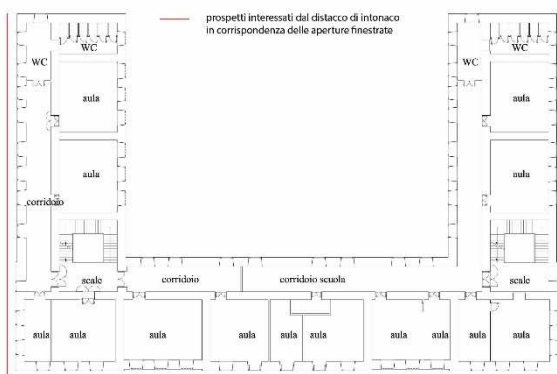 prospetti interessati dal distacco di intonaco
in corrispondenza delle aperture finestrate
WC WC
WC WC
aula aula
aula aula
corridoio
scale corridoio corridoio scuola scale
aula aula aula aula aula aula aula aula aula aula